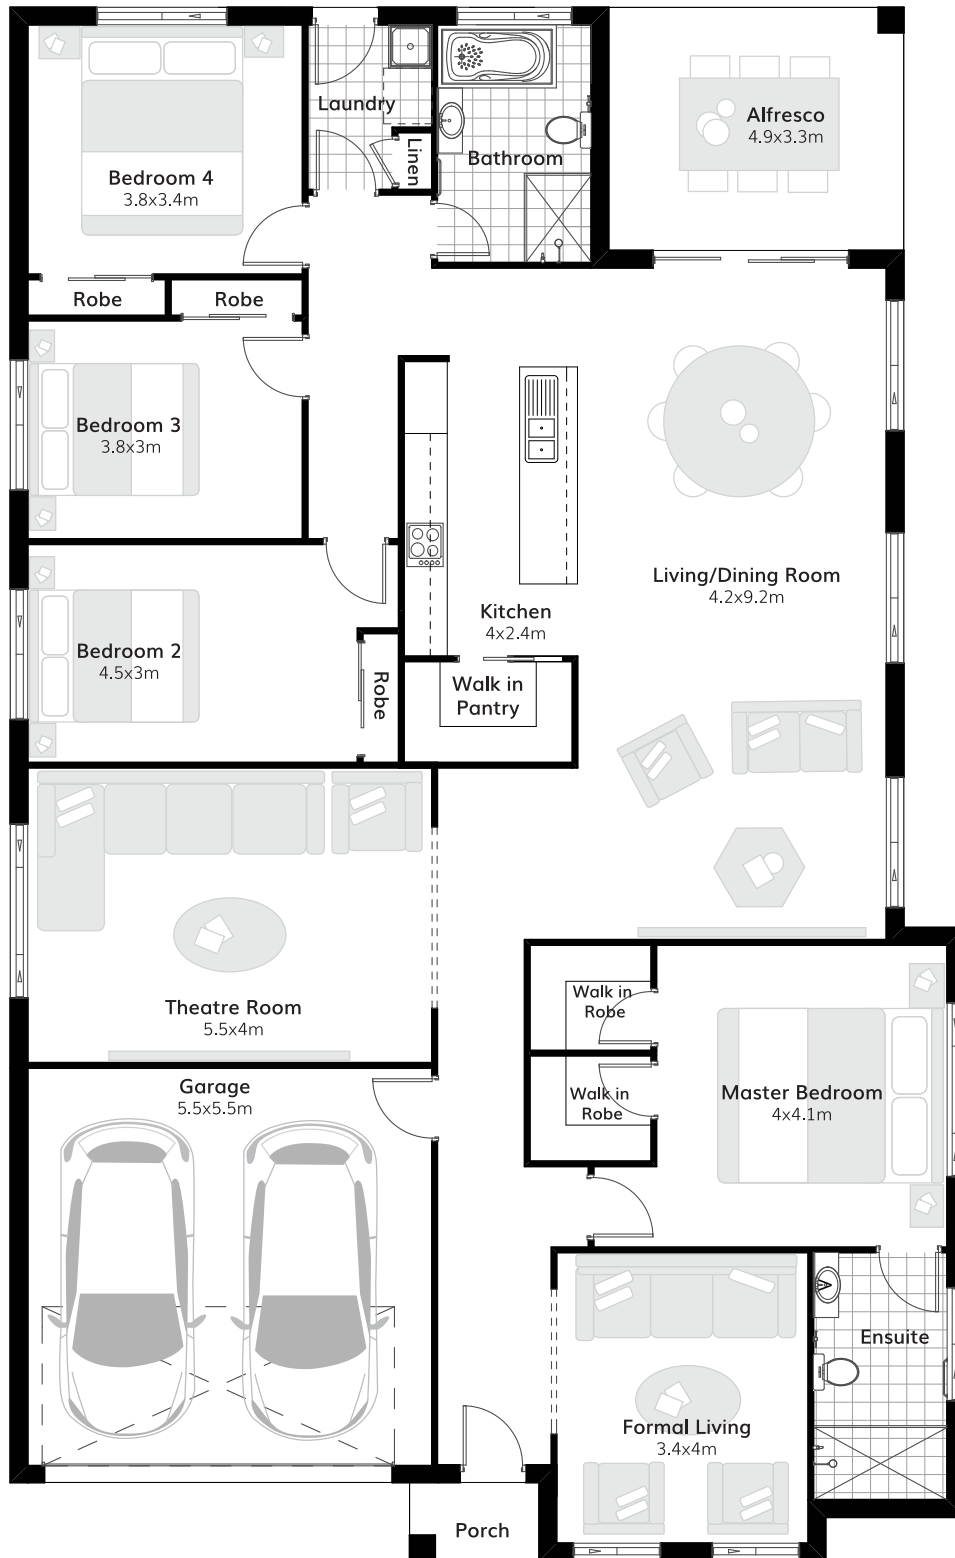 Laundry
Linen
Bathroom
Alfresco
4.9x3.3m
Bedroom 4
3.8x3.4m
Robe
Robe
Bedroom 3
3.8x3m
Living/Dining Room
4.2x9.2m
Kitchen
4x2.4m
Bedroom 2
4.5x3m
Robe
Walk in
Pantry
Theatre Room
5.5x4m
Walk in
Robe
Garage
5.5x5.5m
Walk in
Robe
Master Bedroom
4x4.1m
Ensuite
Formal Living
3.4x4m
Porch